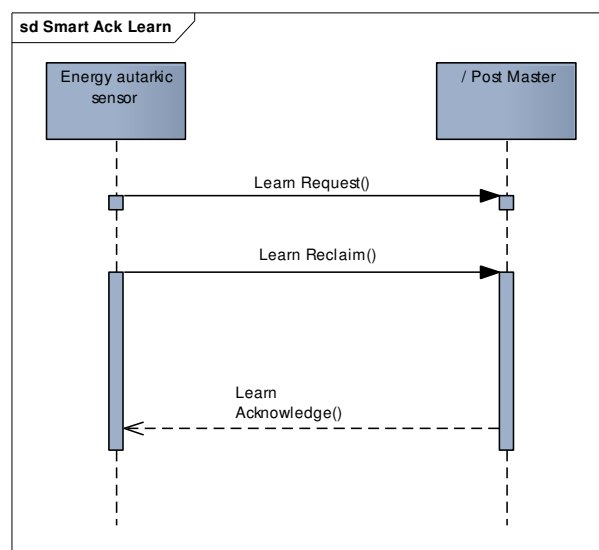 sd Smart Ack Learn
Energy autarkic
sensor
/ Post Master
Learn Request()
Learn Reclaim()
Learn
Acknowledge()